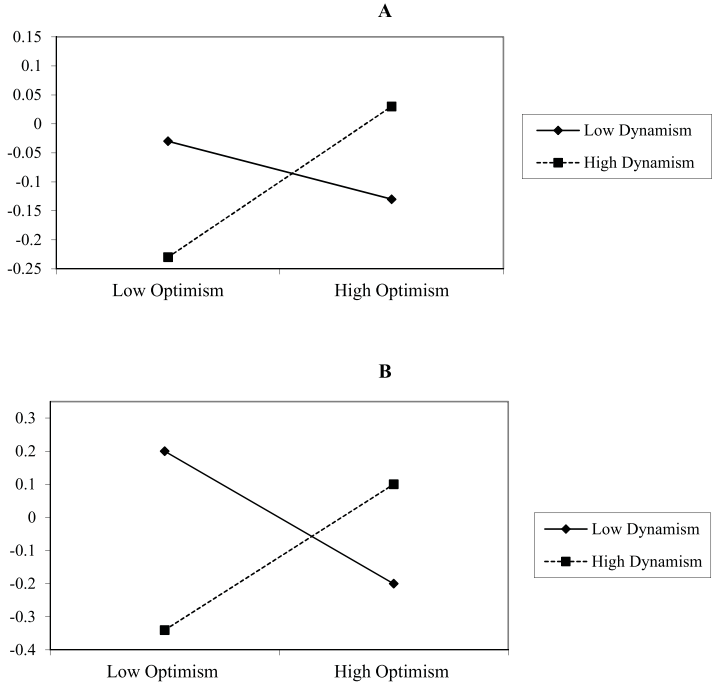 A
0.15
0.1
0.05
0
-0.05
-0.1
-0.15
-0.2
-0.25
Low Optimism High Optimism
Low Dynamism
High Dynamism
B
0.3
0.2
0.1
0
-0.1
-0.2
-0.3
-0.4
Low Optimism High Optimism
Low Dynamism
High Dynamism